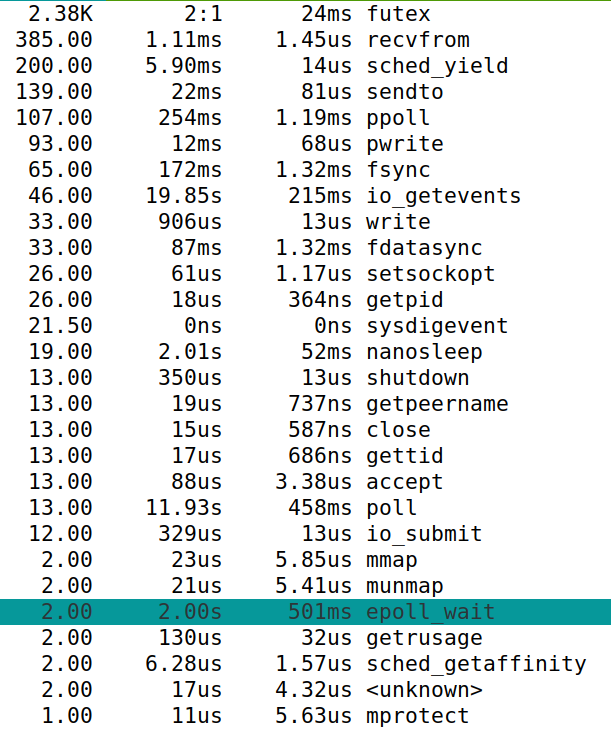 2.38K 2:1 24ms futex
385.00 1.11ms 1.45us recvfrom
200.00 5.90ms 14us sched_yield
139.00 22ms 81us sendto
107.00 254ms 1.19ms ppoll
93.00 12ms 68us pwrite
65.00 172ms 1.32ms fsync
46.00 19.85s 215ms io_getevents
33.00 906us 13us write
33.00 87ms 1.32ms fdatasync
26.00 61us 1.17us setsockopt
26.00 18us 364ns getpid
21.50 0ns 0ns sysdigevent
19.00 2.01s 52ms nanosleep
13.00 350us 13us shutdown
13.00 19us 737ns getpeername
13.00 15us 587ns close
13.00 17us 686ns gettid
13.00 88us 3.38us accept
13.00 11.93s 458ms poll
12.00 329us 13us io_submit
2.00 23us 5.85us mmap
2.00 21us 5.41us munmap
2.00 2.00s 501ms epoll_wait
2.00 130us 32us getrusage
2.00 6.28us 1.57us sched_getaffinity
2.00 17us 4.32us <unknown>
1.00 11us 5.63us mprotect